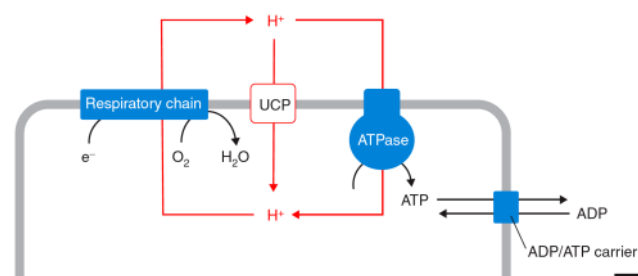 H⁺
Respiratory chain
UCP
ATPase
e⁻
O₂
H₂O
H⁺
ATP
ADP
ADP/ATP carrier